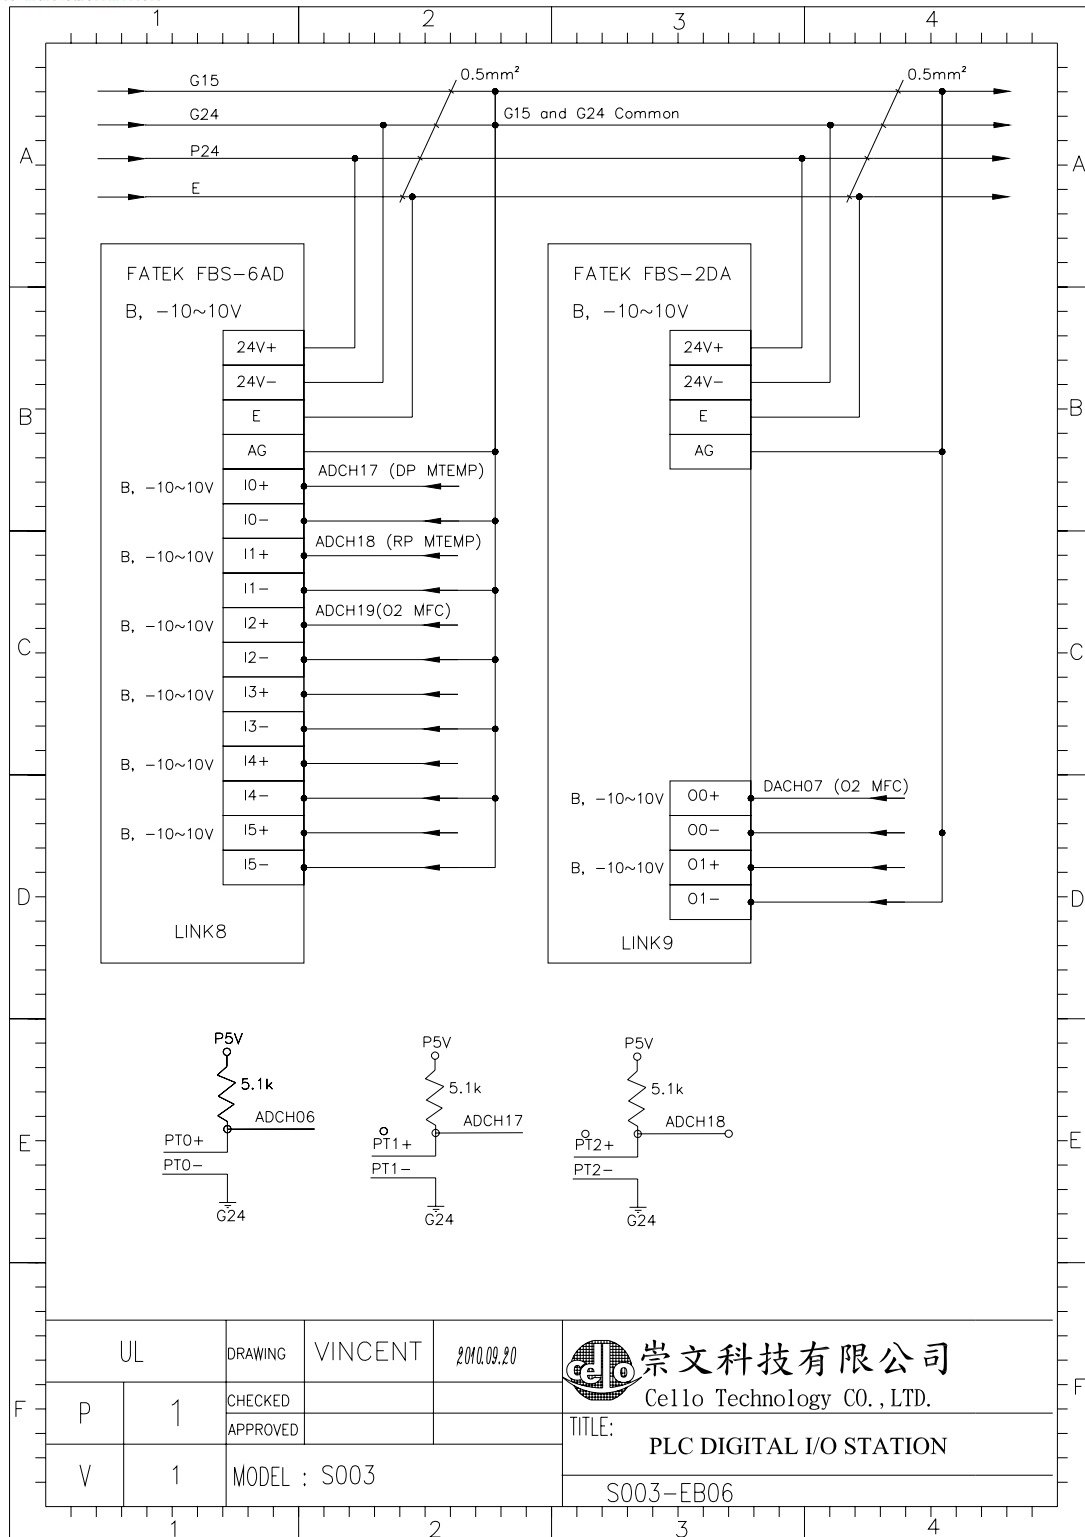 1 2 3 4
G15
0.5mm²
0.5mm²
G24
G15 and G24 Common
A
P24
A
E
FATEK FBS-6AD
FATEK FBS-2DA
B, -10~10V
B, -10~10V
24V+
24V+
24V-
24V-
B
E
E
B
AG
AG
ADCH17 (DP MTEMP)
B, -10~10V
I0+
I0-
ADCH18 (RP MTEMP)
B, -10~10V
I1+
I1-
ADCH19(O2 MFC)
B, -10~10V
I2+
C
I2-
C
B, -10~10V
I3+
I3-
B, -10~10V
I4+
DACH07 (O2 MFC)
I4-
B, -10~10V
O0+
B, -10~10V
I5+
O0-
I5-
B, -10~10V
O1+
D
O1-
D
LINK8
LINK9
P5V
P5V
P5V
5.1k
5.1k
5.1k
ADCH06
ADCH17
ADCH18
E
PT0+
PT1+
PT2+
E
PT0-
PT1-
PT2-
G24
G24
G24
UL
DRAWING
VINCENT
2010.09.20
cello
崇文科技有限公司
Cello Technology CO.,LTD.
F
P
1
CHECKED
F
APPROVED
TITLE:
PLC DIGITAL I/O STATION
V
1
MODEL : S003
S003-EB06
1 2 3 4